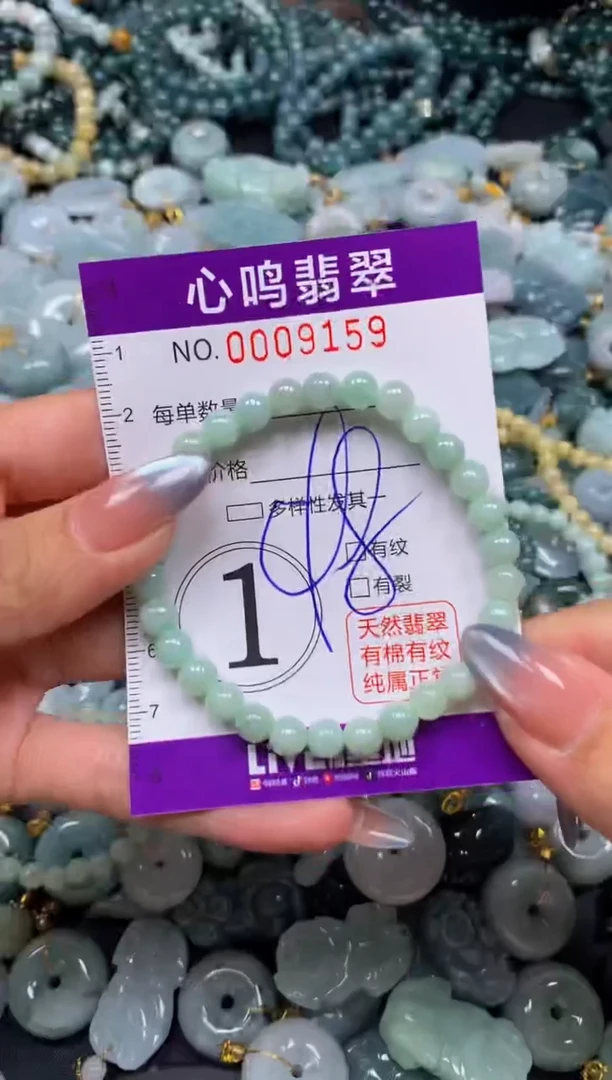 心鸣翡翠
NO. 0009159
1
2
每单数量
价格
多样性发其一
有纹
有裂
1
天然翡翠
有棉有纹
纯属正
6
7